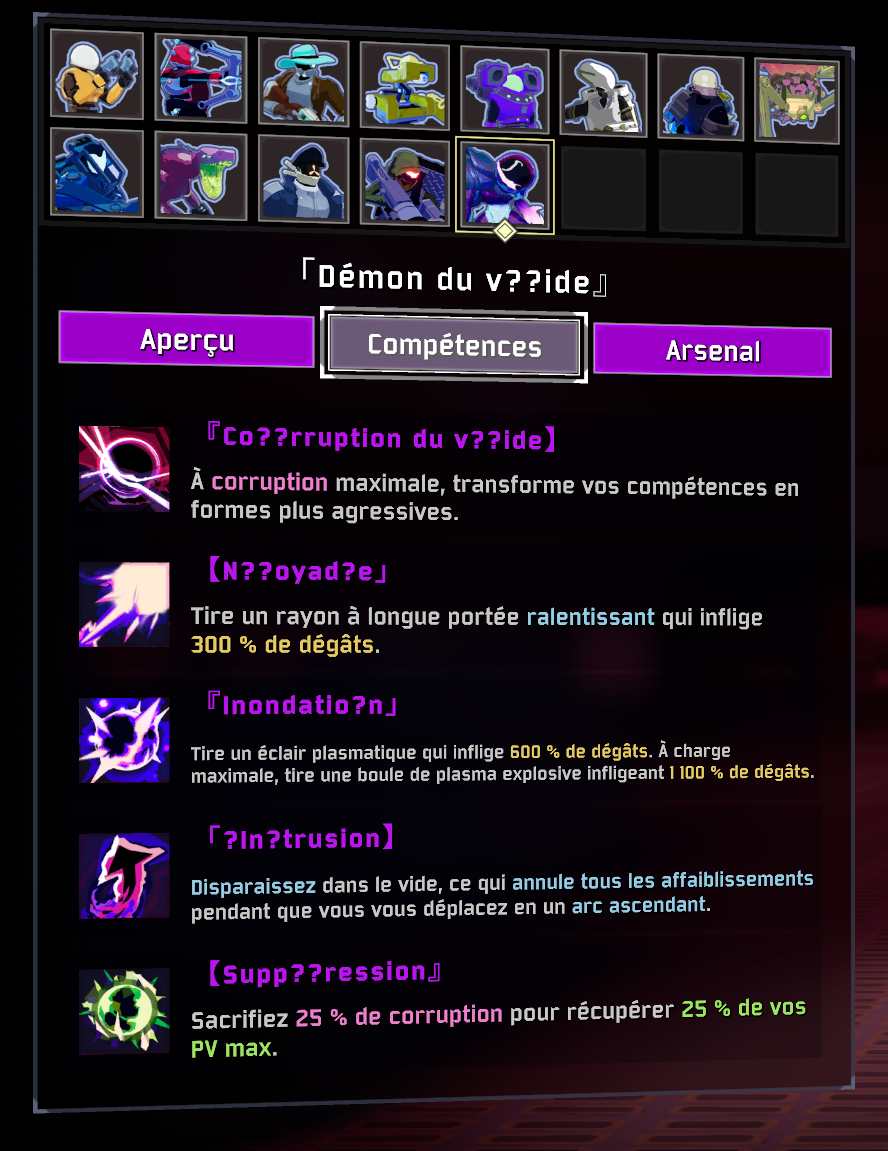 「Démon du v??ide』
Aperçu
Compétences
Arsenal
『Co??rruption du v??ide】
À corruption maximale, transforme vos compétences en
formes plus agressives.
【N??oyad?e」
Tire un rayon à longue portée ralentissant qui inflige
300 % de dégâts.
『Inondatio?n」
Tire un éclair plasmatique qui inflige 600 % de dégâts. À charge
maximale, tire une boule de plasma explosive infligeant 1 100 % de dégâts.
「?In?trusion】
Disparaissez dans le vide, ce qui annule tous les affaiblissements
pendant que vous vous déplacez en un arc ascendant.
【Supp??ression』
Sacrifiez 25 % de corruption pour récupérer 25 % de vos
PV max.